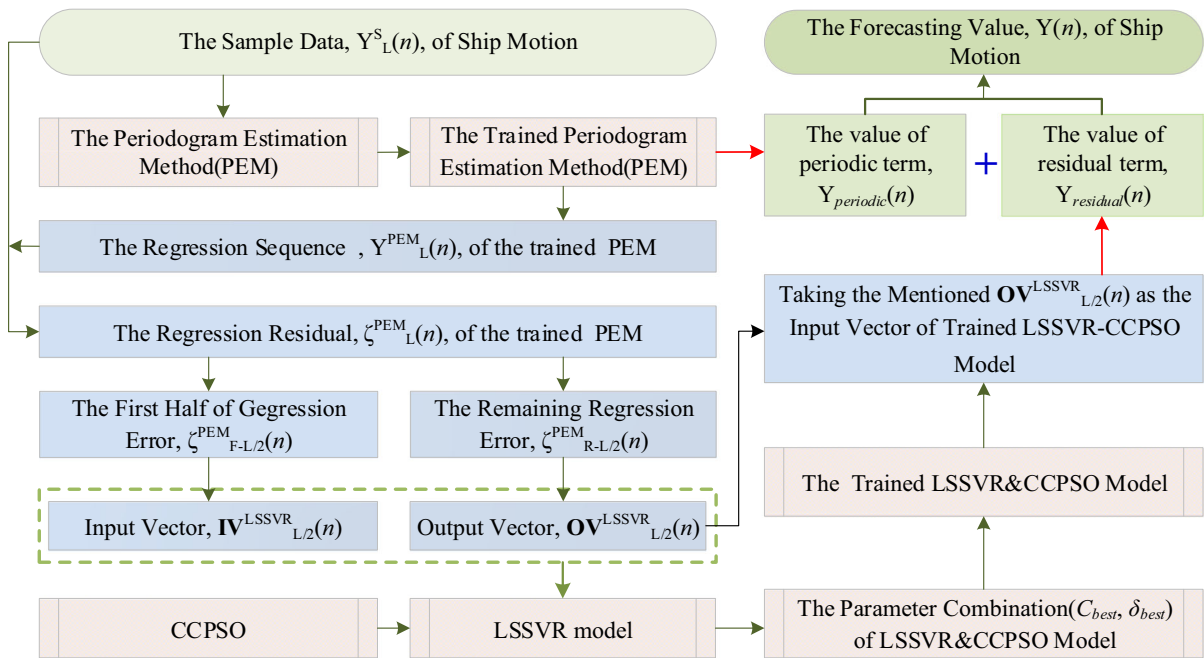 The Sample Data, Y^S_L(n), of Ship Motion
The Periodogram Estimation
Method(PEM)
The Trained Periodogram
Estimation Method(PEM)
The Regression Sequence , Y^PEM_L(n), of the trained PEM
The Regression Residual, ζ^PEM_L(n), of the trained PEM
The First Half of Gegression
Error, ζ^PEM_F-L/2(n)
The Remaining Regression
Error, ζ^PEM_R-L/2(n)
Input Vector, IV^LSSVR_L/2(n)
Output Vector, OV^LSSVR_L/2(n)
CCPSO
LSSVR model
The Forecasting Value, Y(n), of Ship
Motion
The value of
periodic term,
Y_periodic(n)
+
The value of
residual term,
Y_residual(n)
Taking the Mentioned OV^LSSVR_L/2(n) as the
Input Vector of Trained LSSVR-CCPSO
Model
The Trained LSSVR&CCPSO Model
The Parameter Combination(C_best, δ_best)
of LSSVR&CCPSO Model